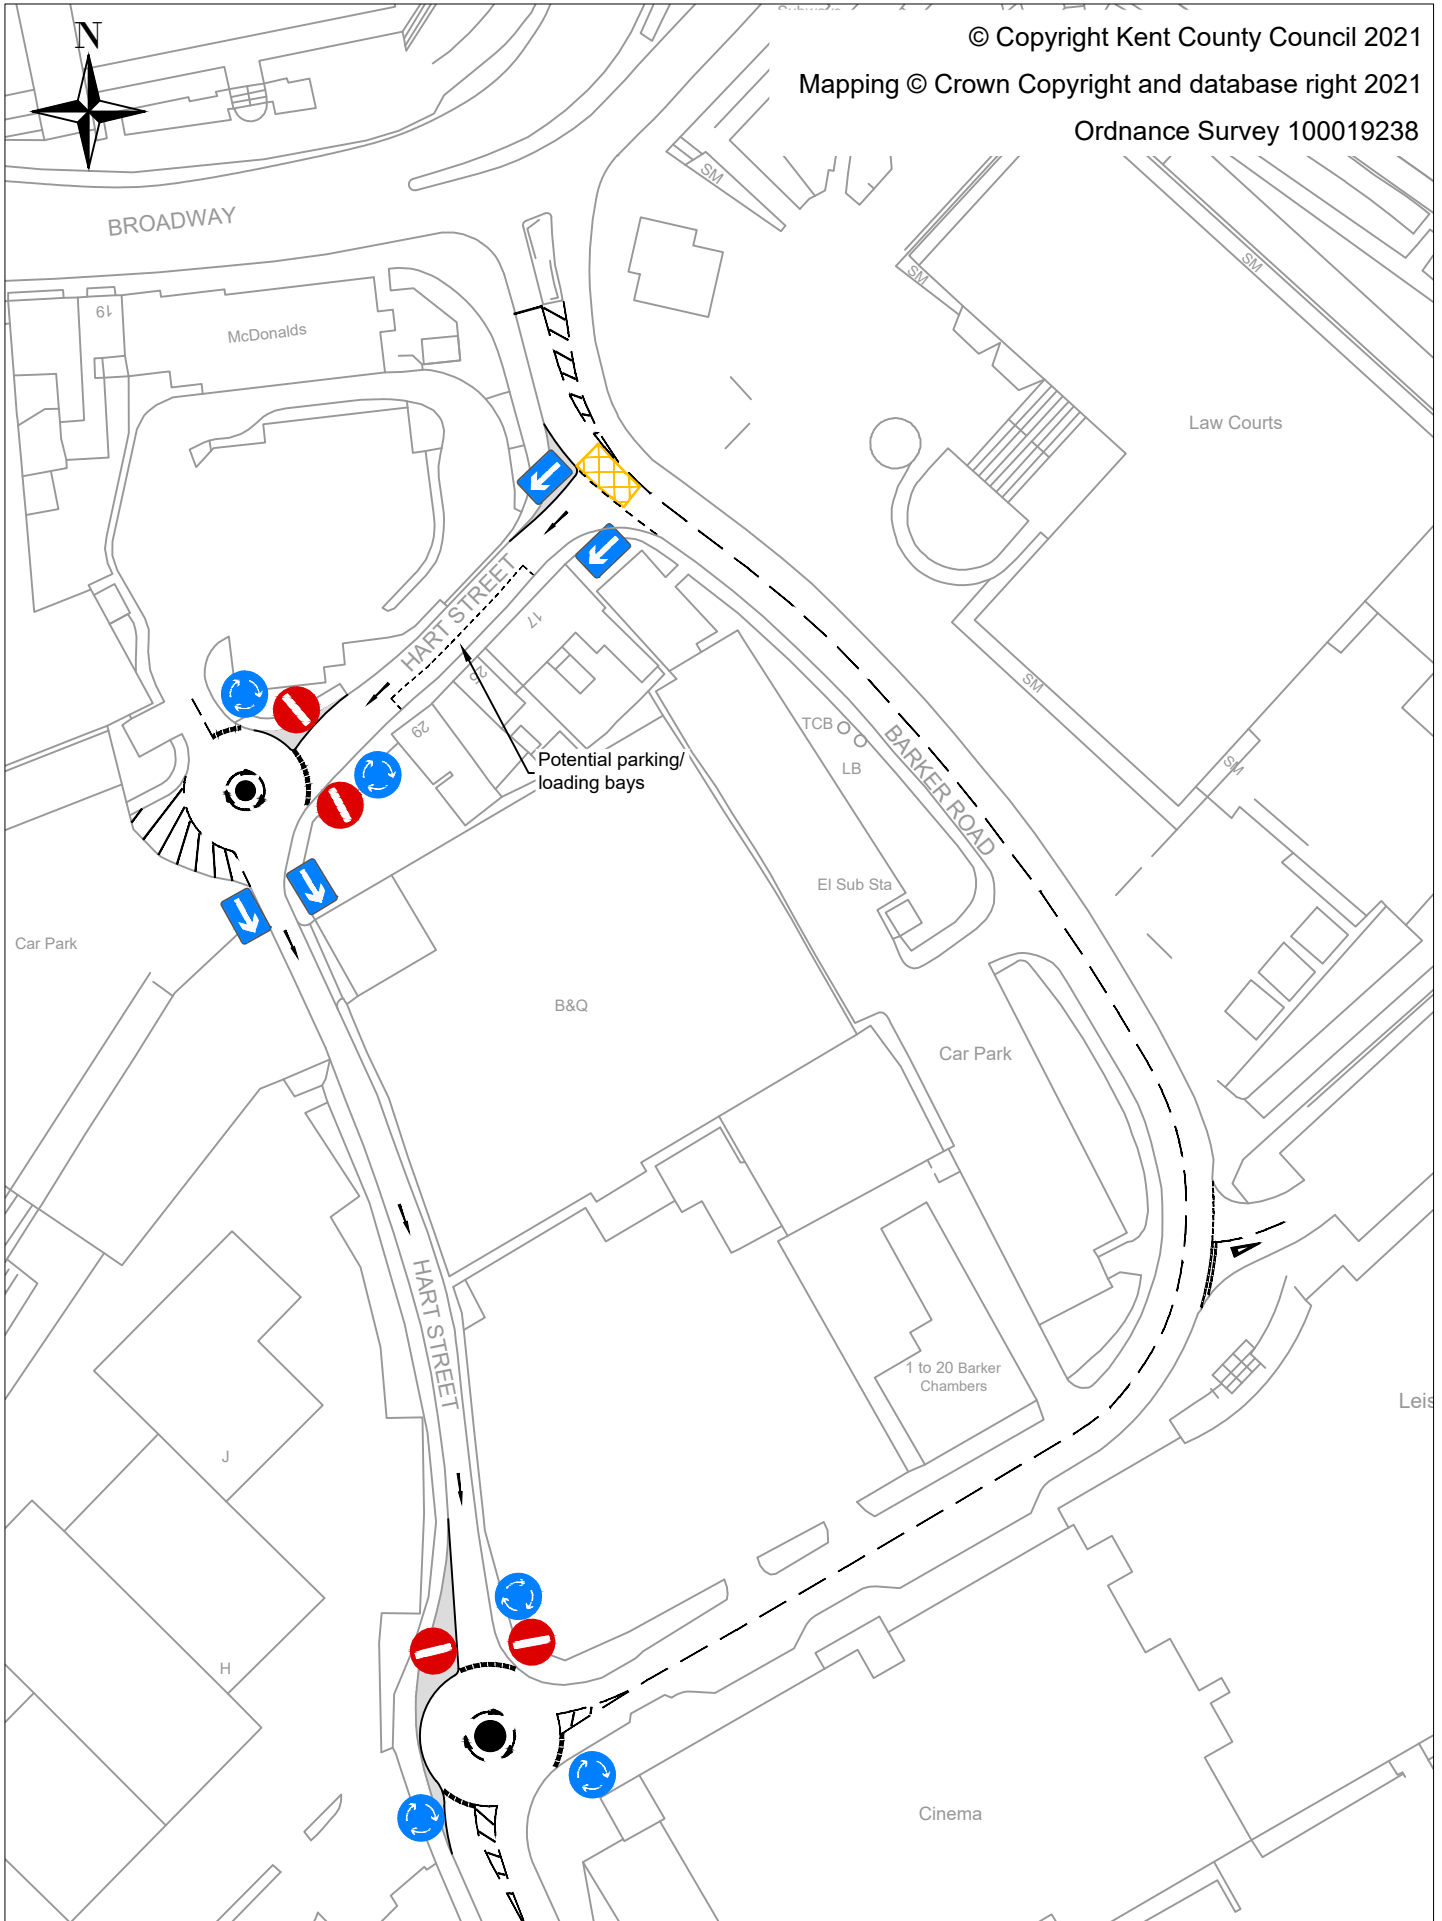 © Copyright Kent County Council 2021
Mapping © Crown Copyright and database right 2021
Ordnance Survey 100019238
N
SM
BROADWAY
SM
SM
19
McDonalds
Law Courts
HART STREET
17
26
SM
29
TCB
BARKER ROAD
Potential parking/
loading bays
LB
SM
El Sub Sta
Car Park
B&Q
Car Park
HART STREET
1 to 20 Barker
Chambers
Leis
J
H
Cinema